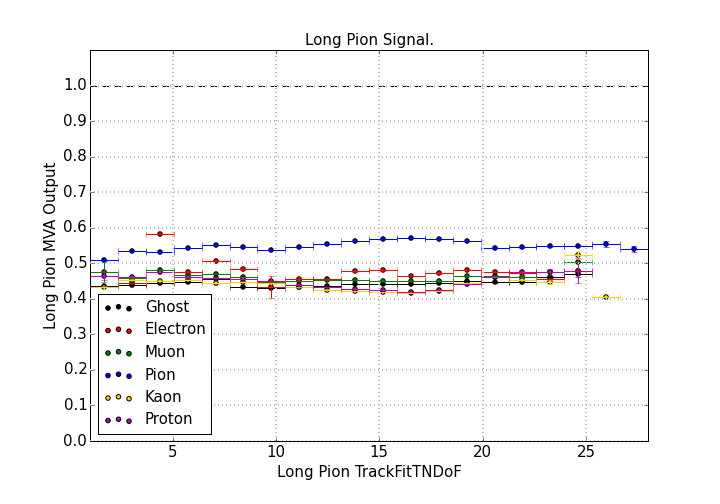 Long Pion Signal.
Long Pion MVA Output
1.0
0.9
0.8
0.7
0.6
0.5
0.4
0.3
0.2
0.1
0.0
Ghost
Electron
Muon
Pion
Kaon
Proton
5
10
15
20
25
Long Pion TrackFitTNDoF